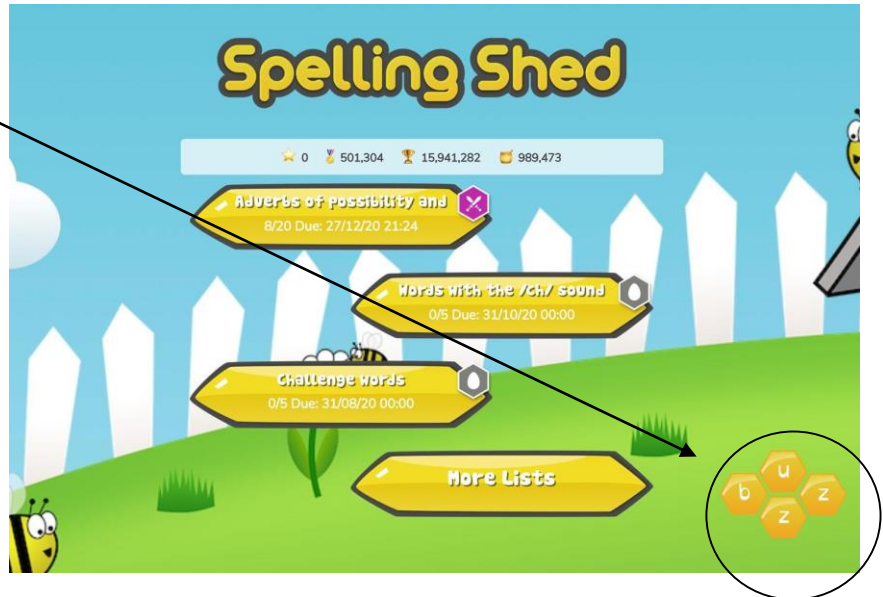 Spelling Shed
0 501,304 15,941,282 989,473
Adverbs of possibility and
8/20 Due: 27/12/20 21:24
Words with the /ch/ sound
0/5 Due: 31/10/20 00:00
Challenge words
0/5 Due: 31/08/20 00:00
More Lists
b u z z